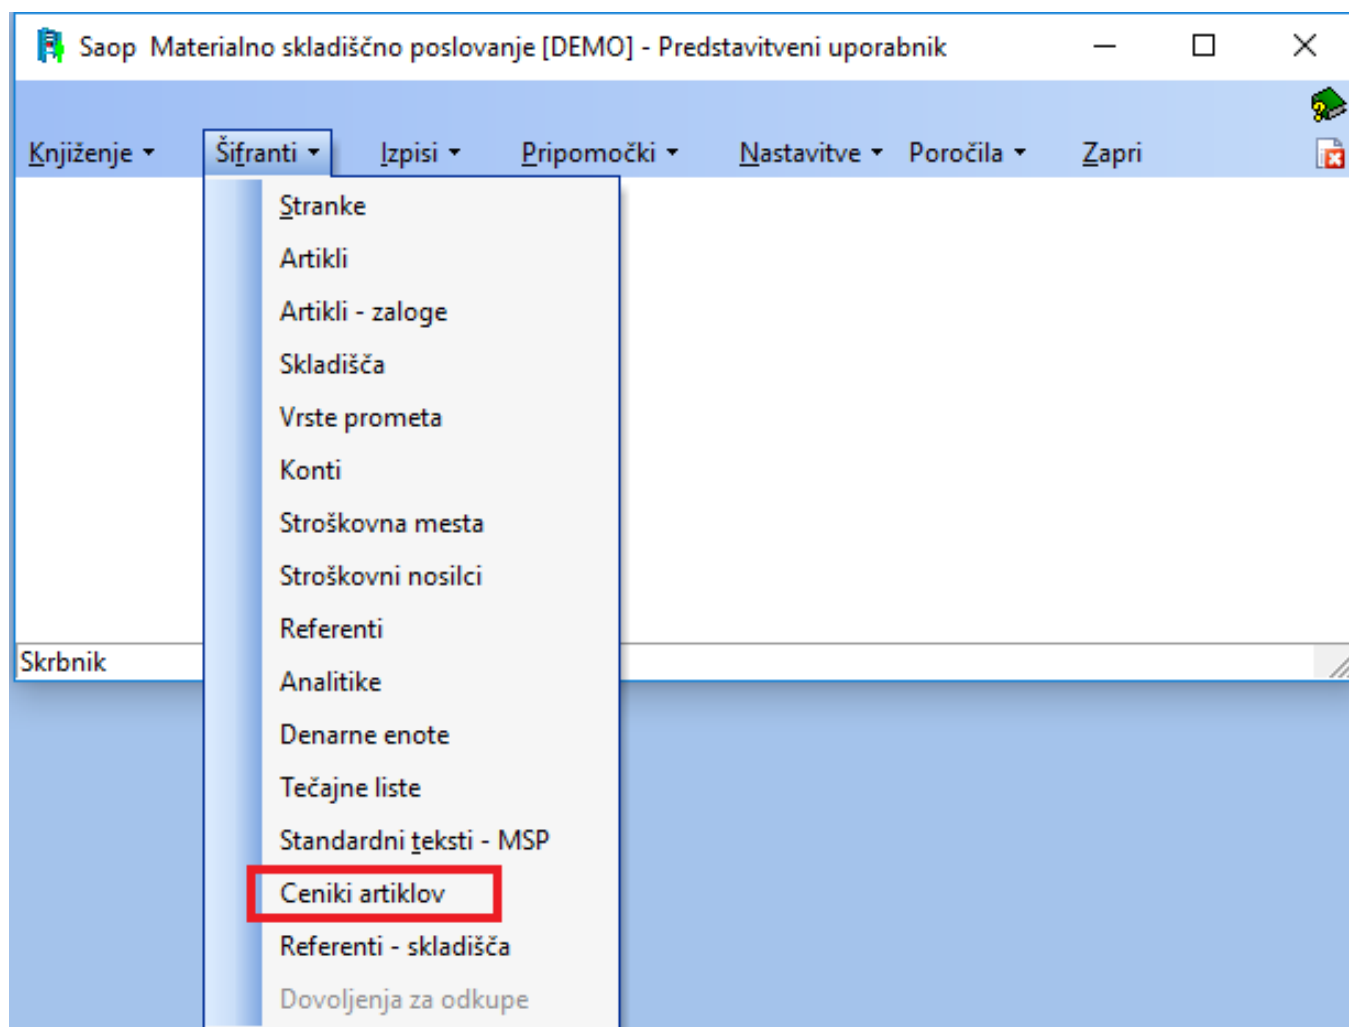 Saop Materialno skladiščno poslovanje [DEMO] - Predstavitveni uporabnik
Knjiženje Šifranti Izpisi Pripomočki Nastavitve Poročila Zapri
Stranke
Artikli
Artikli - zaloge
Skladišča
Vrste prometa
Konti
Stroškovna mesta
Stroškovni nosilci
Referenti
Skrbnik
Analitike
Denarne enote
Tečajne liste
Standardni teksti - MSP
Ceniki artiklov
Referenti - skladišča
Dovoljenja za odkupe